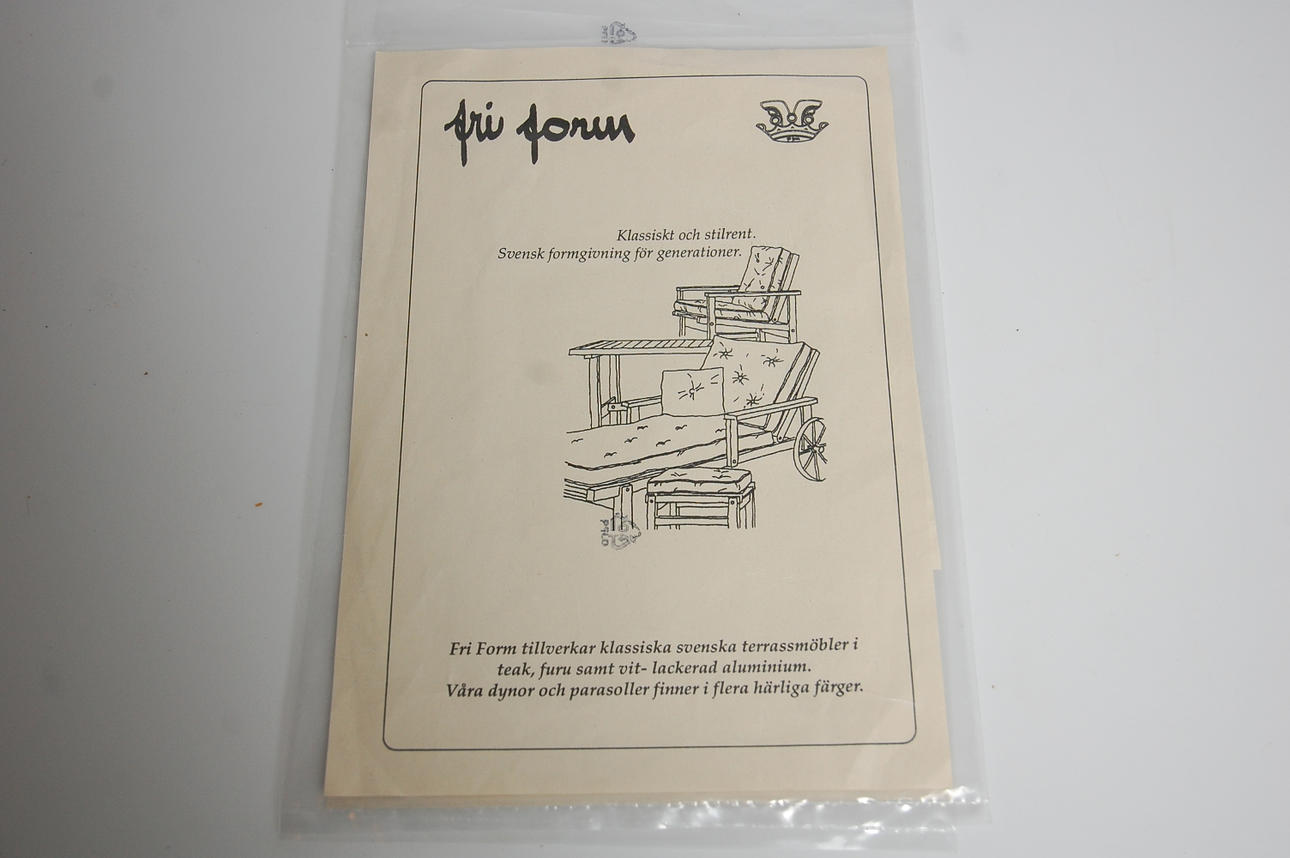 fri form
Klassiskt och stilrent.
Svensk formgivning för generationer.
Fri Form tillverkar klassiska svenska terrassmöbler i
teak, furu samt vit- lackerad aluminium.
Våra dynor och parasoller finner i flera härliga färger.